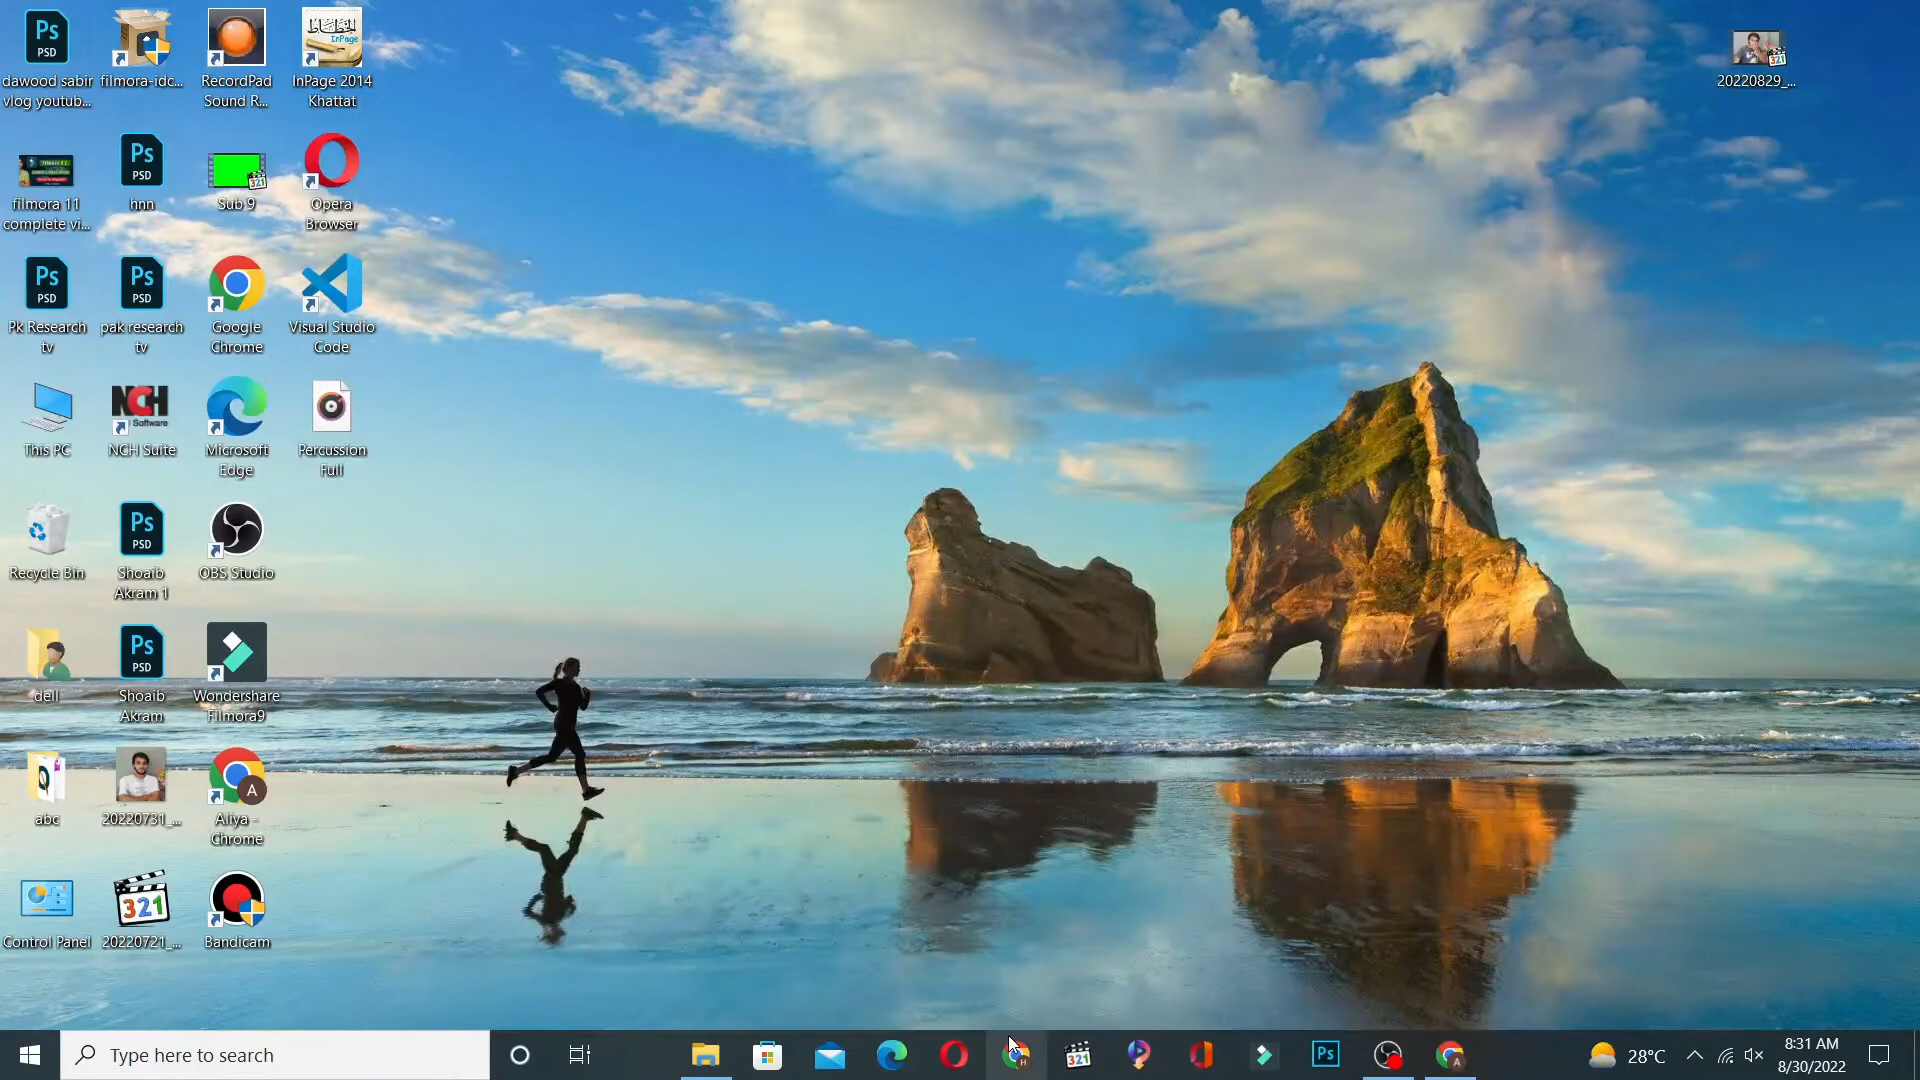 dawood sabir
vlog youtub...
filmora-idc...
RecordPad
Sound R...
InPage 2014
Khattat
20220829_...
filmora 11
complete vi...
hnn
Sub 9
Opera
Browser
Pk Research
tv
pak research
tv
Google
Chrome
Visual Studio
Code
This PC
NCH Suite
Microsoft
Edge
Percussion
Full
Recycle Bin
Shoaib
Akram 1
OBS Studio
dell
Shoaib
Akram
Wondershare
Filmora9
abc
20220731_...
Aliya -
Chrome
Control Panel
20220721_...
Bandicam
Type here to search
28°C
8:31 AM
8/30/2022